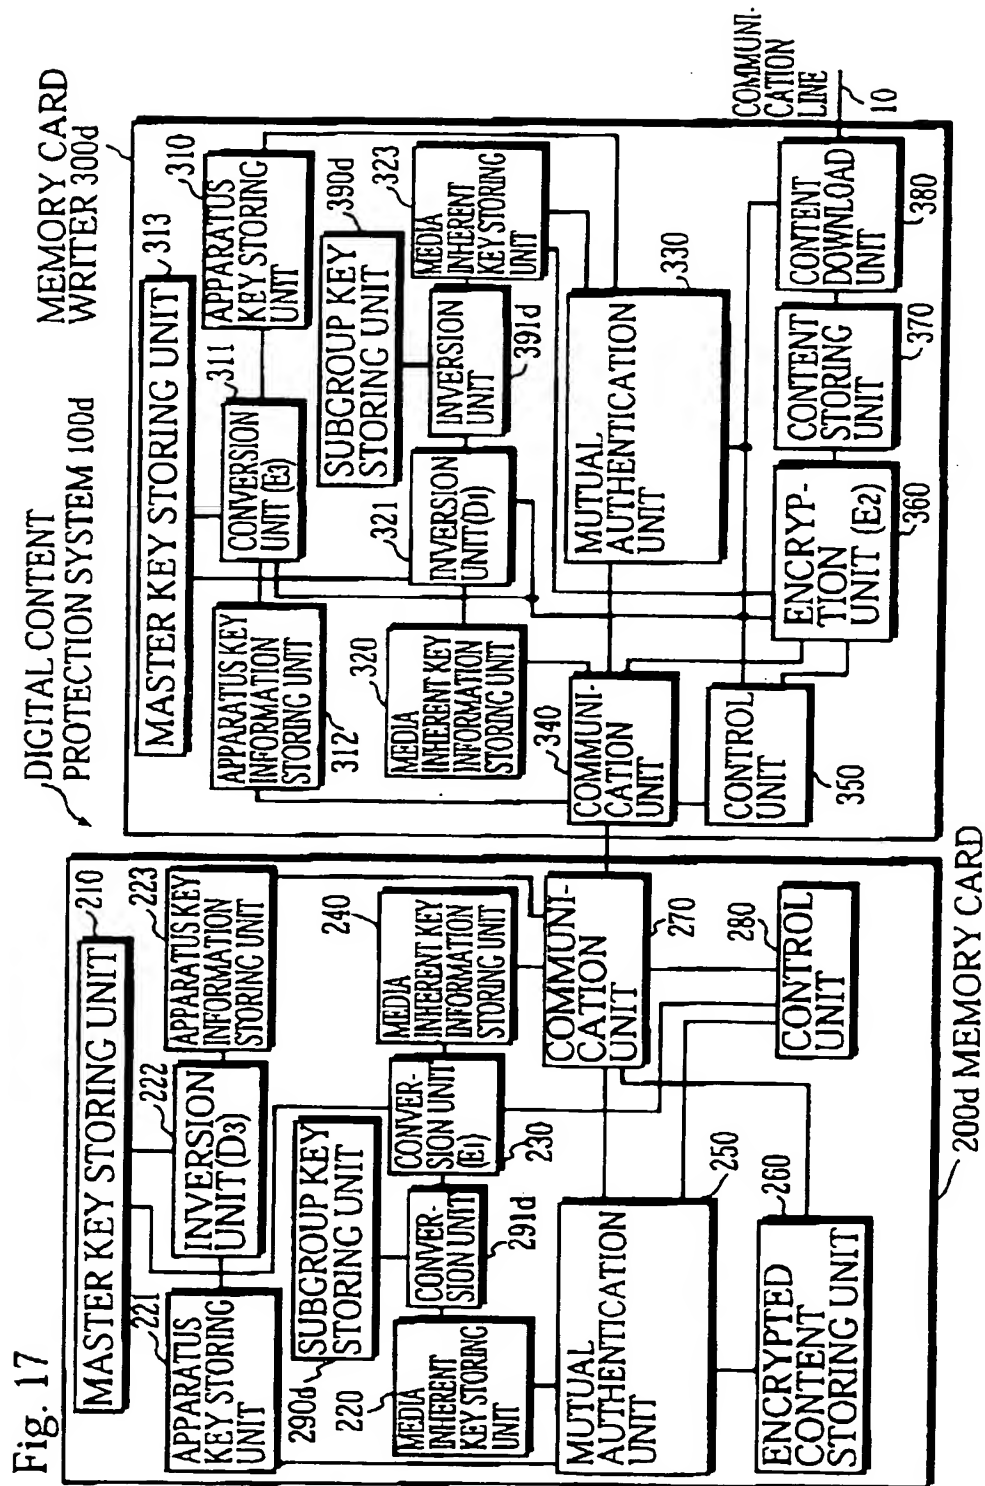 Fig. 17
DIGITAL CONTENT
PROTECTION SYSTEM 100d
MEMORY CARD
WRITER 300d
200d MEMORY CARD
MASTER KEY STORING UNIT
210
221
APPARATUS
KEY STORING
UNIT
222
INVERSION
UNIT(D3)
223
APPARATUS KEY
INFORMATION
STORING UNIT
290d
SUBGROUP KEY
STORING UNIT
220
MEDIA
INHERENT
KEY STORING
UNIT
CONVER-
SION UNIT
291d
CONVER-
SION UNIT
(E1)
230
240
MEDIA
INHERENT KEY
INFORMATION
STORING UNIT
MUTUAL
AUTHENTICATION
UNIT
250
COMMUNI-
CATION
UNIT
270
260
ENCRYPTED
CONTENT
STORING UNIT
280
CONTROL
UNIT
MASTER KEY STORING UNIT
313
APPARATUS KEY
INFORMATION
STORING UNIT
312
311
CONVERSION
UNIT (E3)
310
APPARATUS
KEY STORING
UNIT
SUBGROUP KEY
STORING UNIT
390d
320
MEDIA
INHERENT KEY
INFORMATION
STORING UNIT
321
INVERSION
UNIT(D1)
INVERSION
UNIT
391d
323
MEDIA
INHERENT
KEY STORING
UNIT
340
COMMUNI-
CATION
UNIT
MUTUAL
AUTHENTICATION
UNIT
330
CONTROL
UNIT
350
ENCRYP-
TION
UNIT (E2)
360
CONTENT
STORING
UNIT
370
CONTENT
DOWNLOAD
UNIT
380
COMMUNI-
CATION
LINE
10